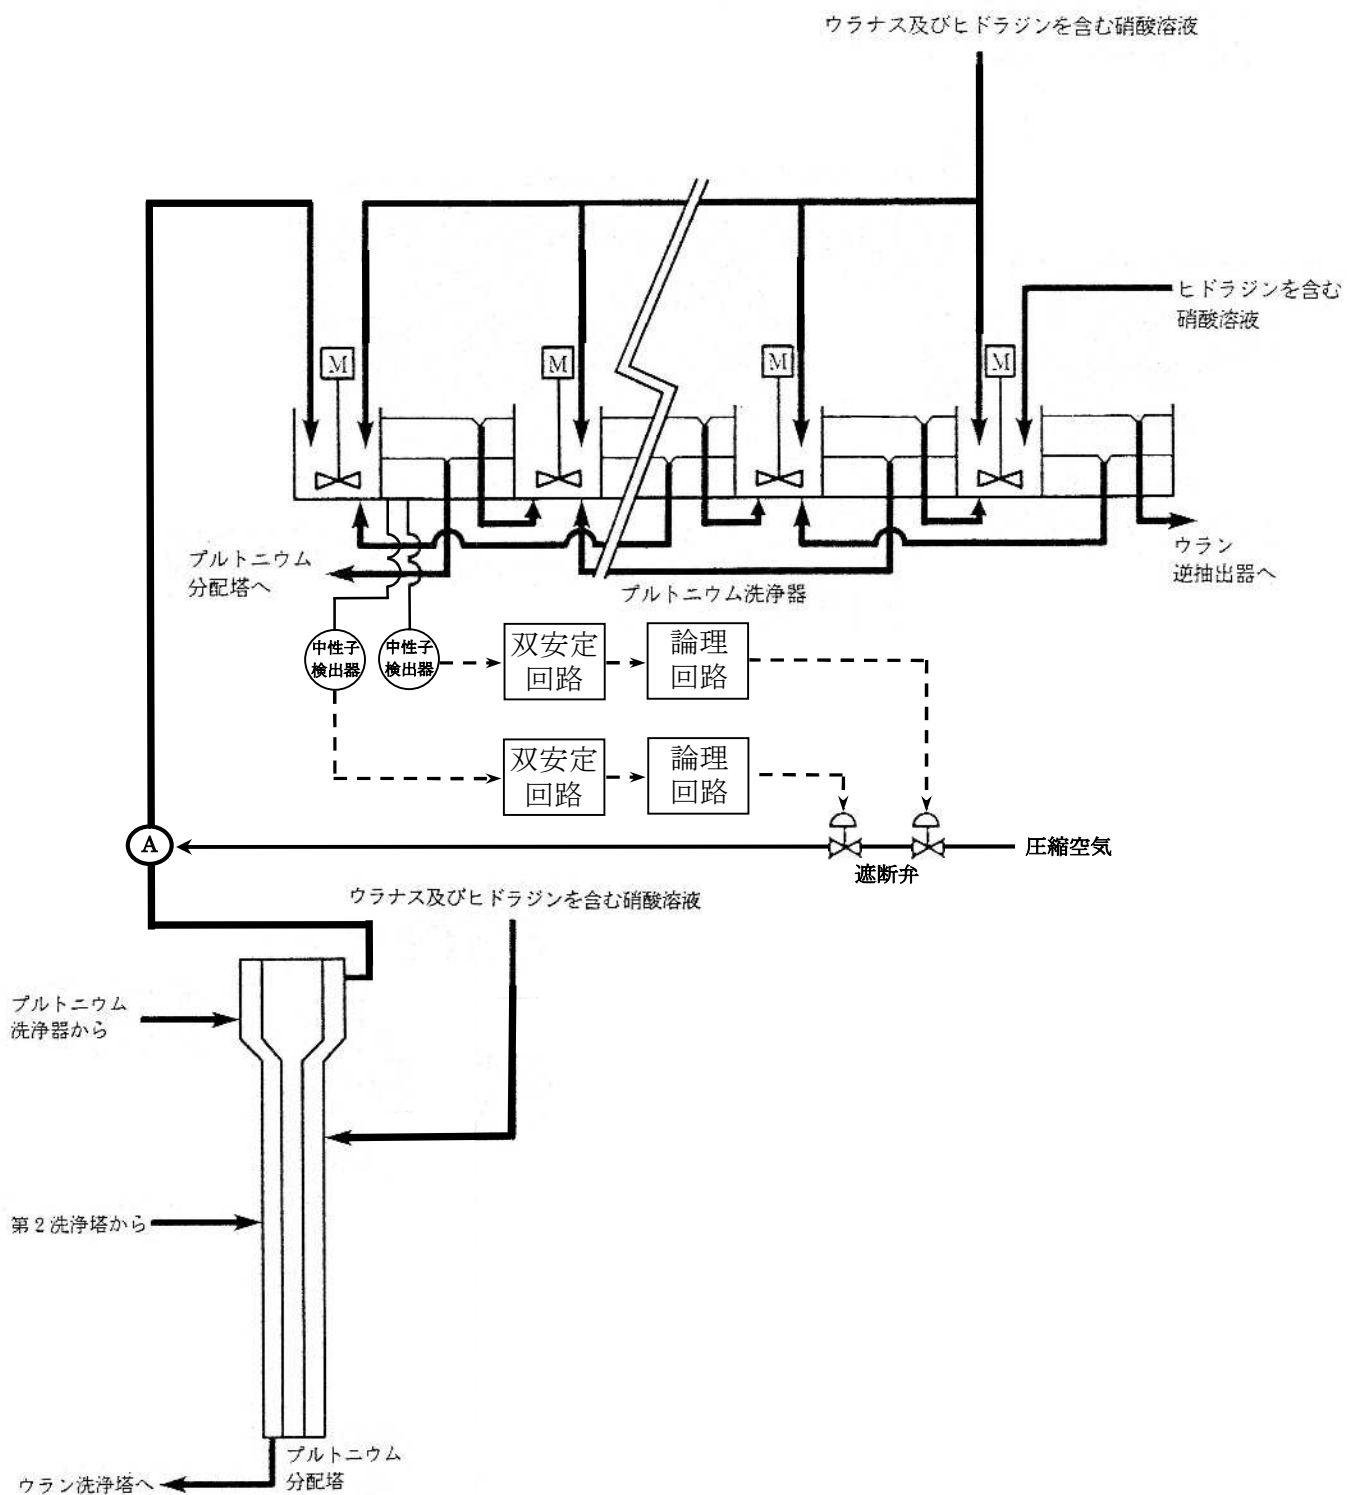 ウラナス及びヒドラジンを含む硝酸溶液
ヒドラジンを含む
硝酸溶液
M
M
M
M
プルトニウム
分配塔へ
ウラン
逆抽出器へ
プルトニウム洗浄器
中性子
検出器
中性子
検出器
双安定
回路
論理
回路
双安定
回路
論理
回路
A
圧縮空気
遮断弁
ウラナス及びヒドラジンを含む硝酸溶液
プルトニウム
洗浄器から
第2洗浄塔から
プルトニウム
分配塔
ウラン洗浄塔へ